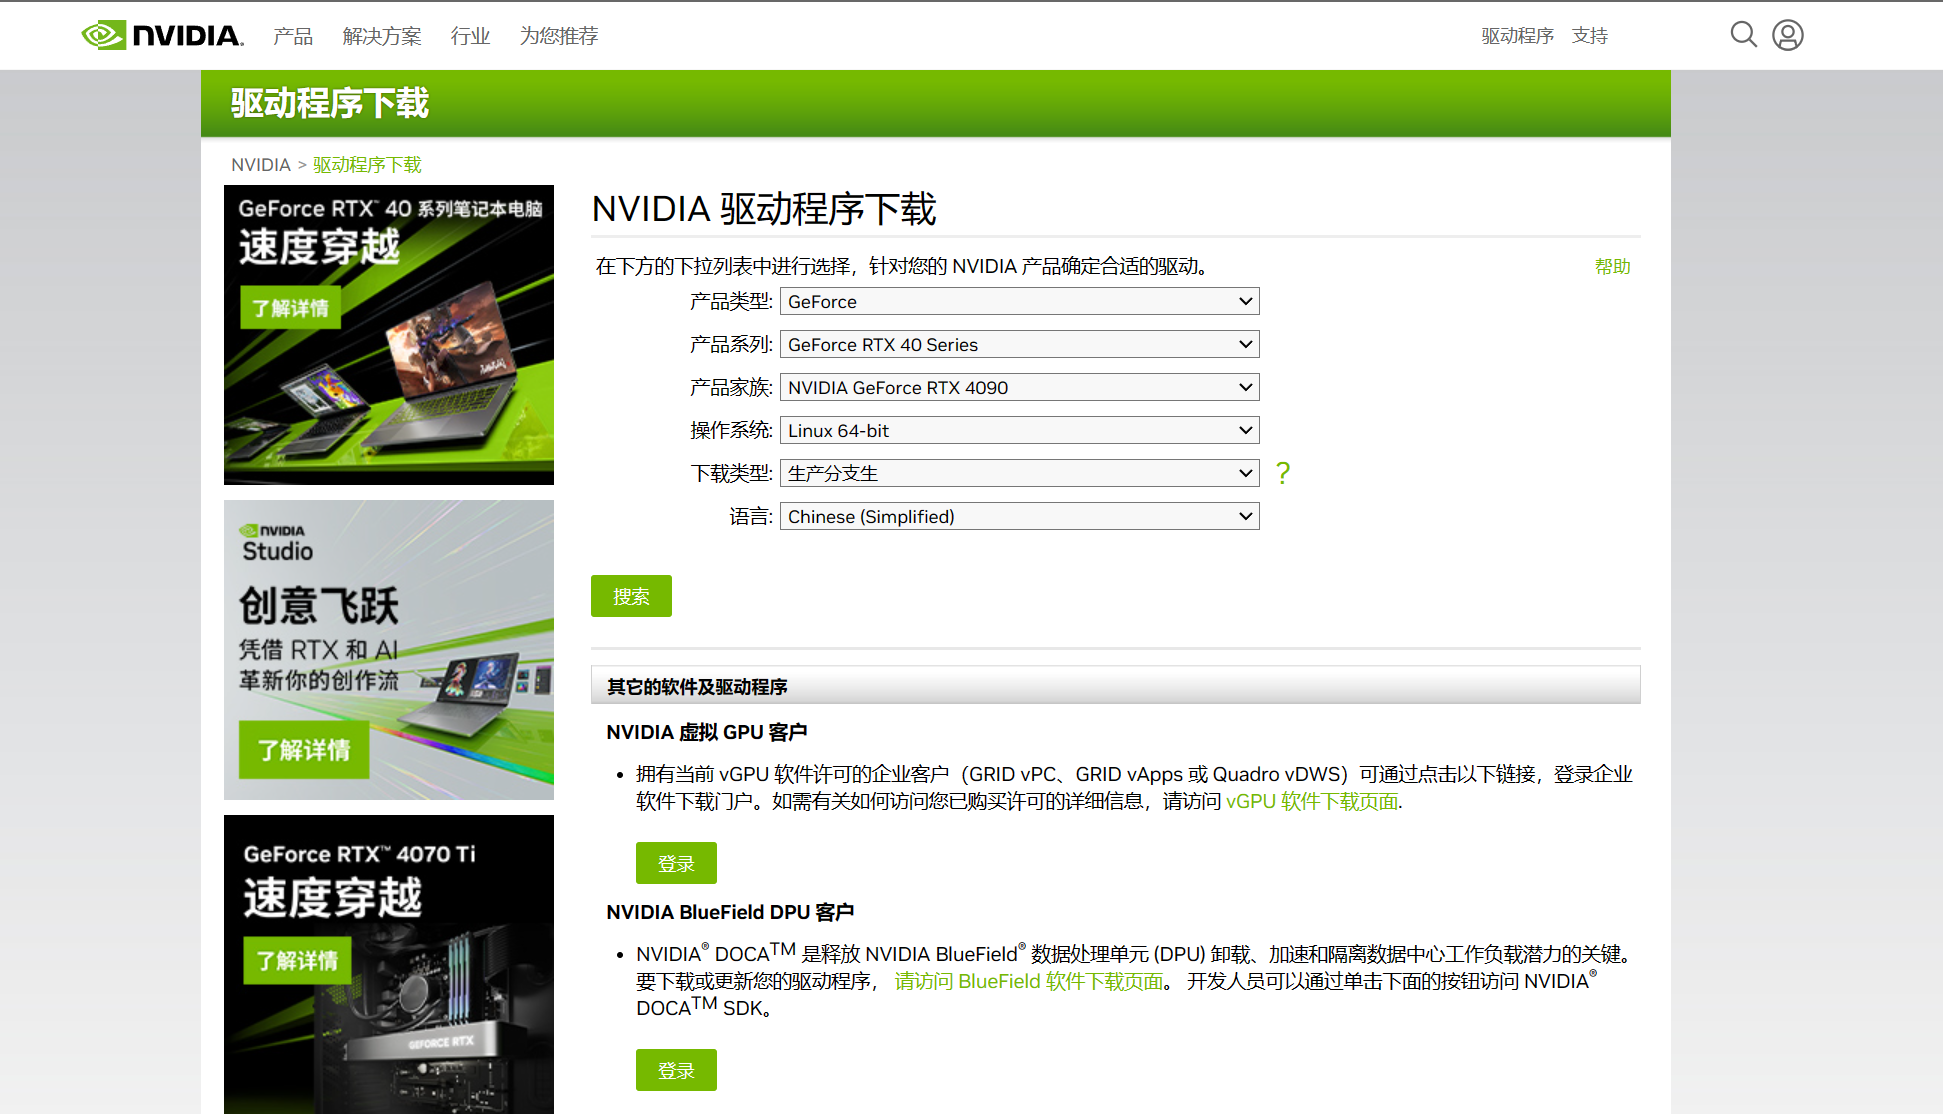 NVIDIA. 产品 解决方案 行业 为您推荐 驱动程序 支持
驱动程序下载
NVIDIA > 驱动程序下载
GeForce RTX™ 40 系列笔记本电脑
速度穿越
了解详情
NVIDIA
Studio
创意飞跃
凭借 RTX 和 AI
革新你的创作流
了解详情
GeForce RTX™ 4070 Ti
速度穿越
了解详情
GEFORCE RTX
NVIDIA 驱动程序下载
在下方的下拉列表中进行选择，针对您的 NVIDIA 产品确定合适的驱动。 帮助
产品类型: GeForce
产品系列: GeForce RTX 40 Series
产品家族: NVIDIA GeForce RTX 4090
操作系统: Linux 64-bit
下载类型: 生产分支生 ?
语言: Chinese (Simplified)
搜索
其它的软件及驱动程序
NVIDIA 虚拟 GPU 客户
• 拥有当前 vGPU 软件许可的企业客户（GRID vPC、GRID vApps 或 Quadro vDWS）可通过点击以下链接，登录企业
软件下载门户。如需有关如何访问您已购买许可的详细信息，请访问 vGPU 软件下载页面.
登录
NVIDIA BlueField DPU 客户
• NVIDIA® DOCA™ 是释放 NVIDIA BlueField® 数据处理单元 (DPU) 卸载、加速和隔离数据中心工作负载潜力的关键。
要下载或更新您的驱动程序， 请访问 BlueField 软件下载页面。 开发人员可以通过单击下面的按钮访问 NVIDIA®
DOCA™ SDK。
登录